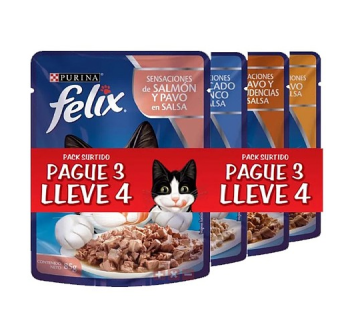 PURINA
felix
SENSACIONES
de SALMÓN
Y PAVO
en SALSA
PACK SURTIDO
PAGUE 3
LLEVE 4
PACK SURTIDO
PAGUE 3
LLEVE 4
85g